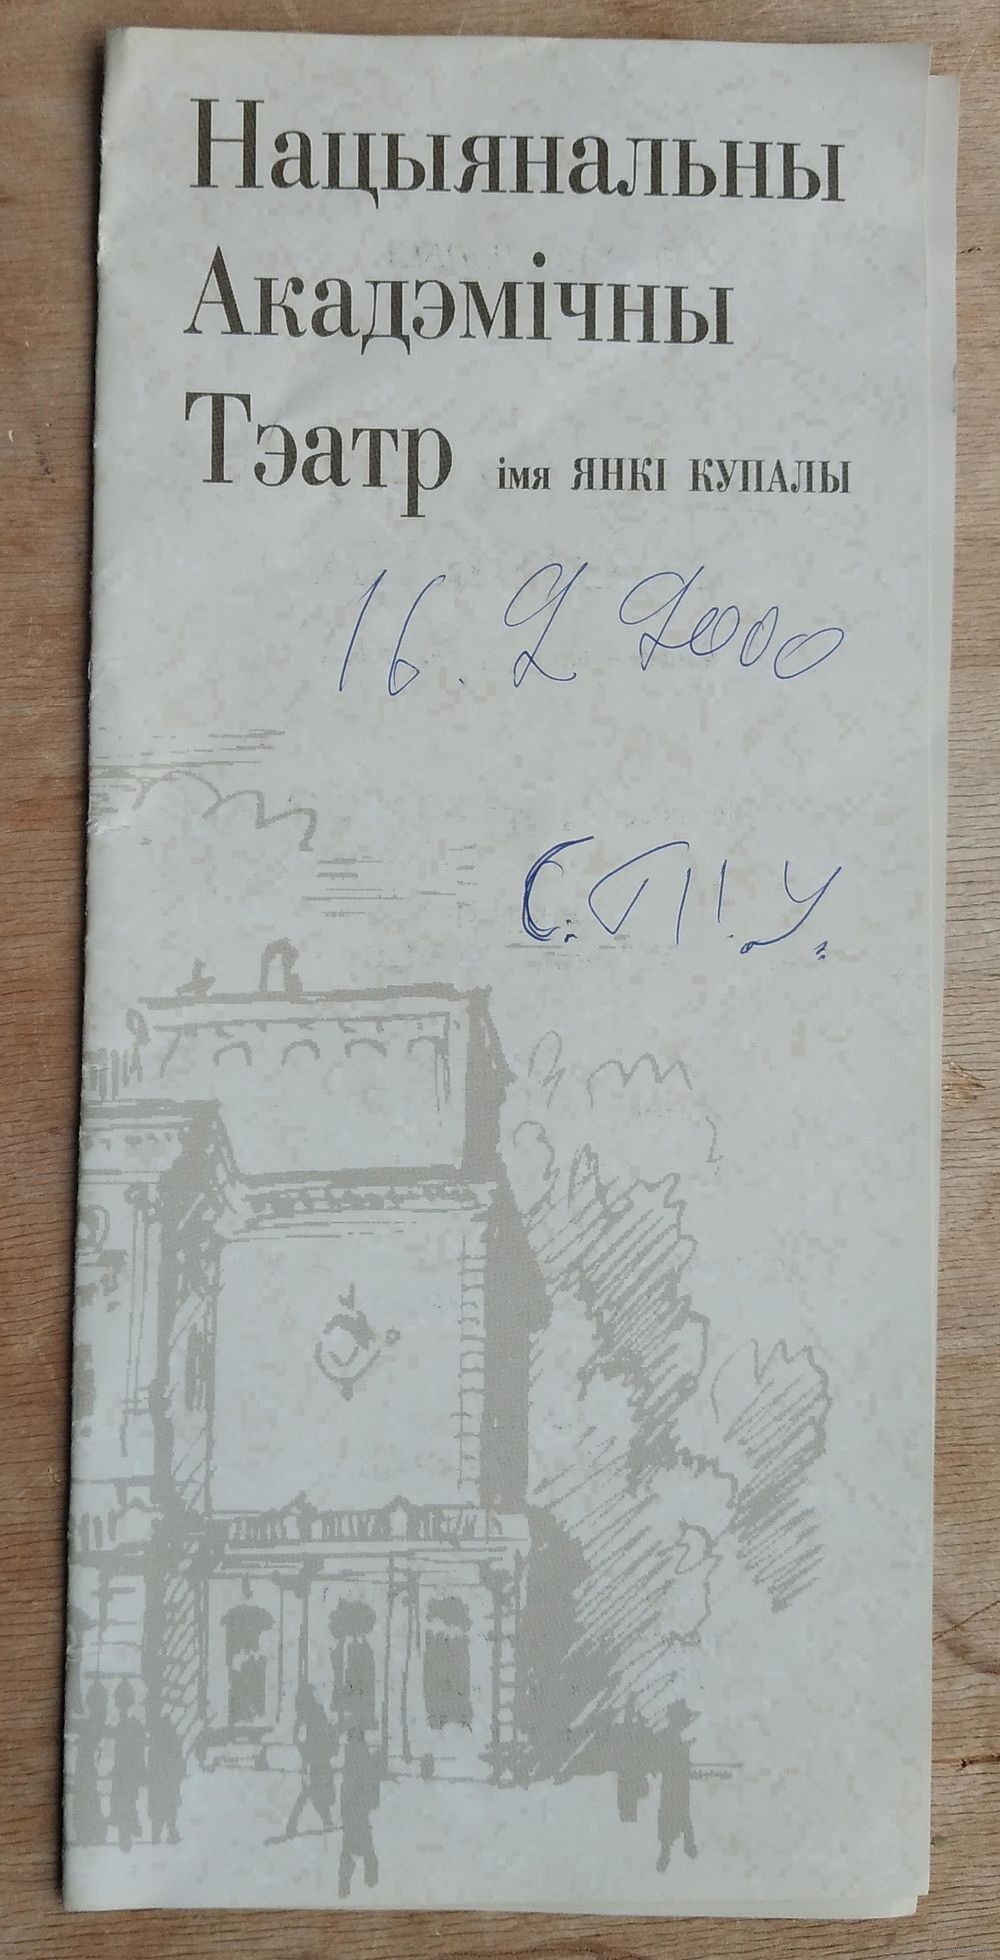 Нацыянальны
Акадэмічны
Тэатр імя ЯНКІ КУПАЛЫ
16. 2 2000